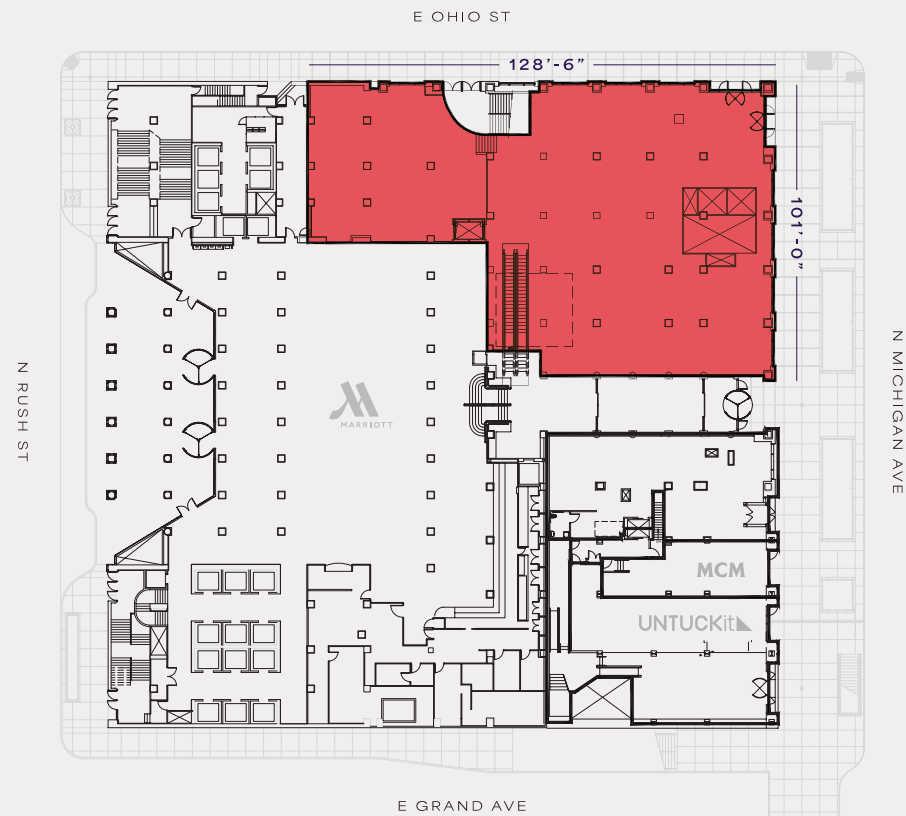 E OHIO ST
128'-6"
101'-0"
N RUSH ST
MARRIOTT
N MICHIGAN AVE
MCM
UNTUCKit
E GRAND AVE